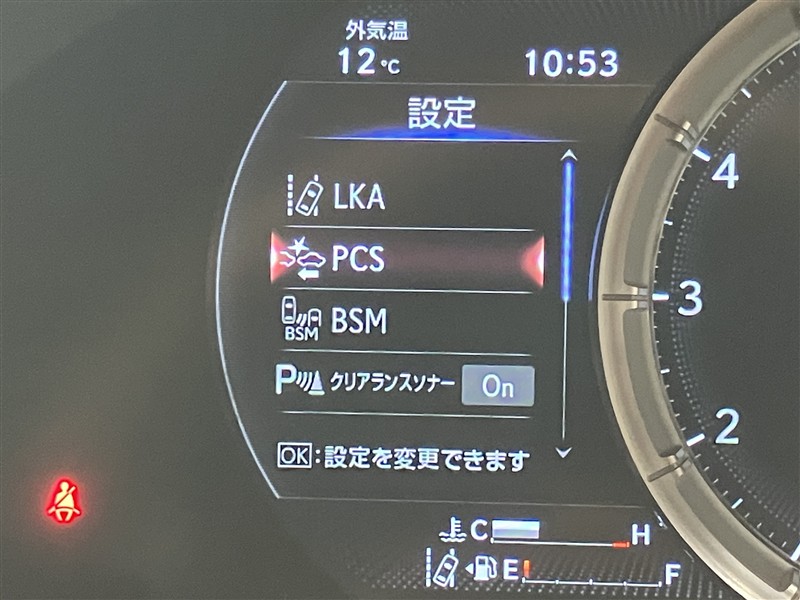 外気温
12℃ 10:53
設定
LKA
PCS
BSM BSM
P クリアランスソナー On
OK:設定を変更できます
4
3
2
C H
E F